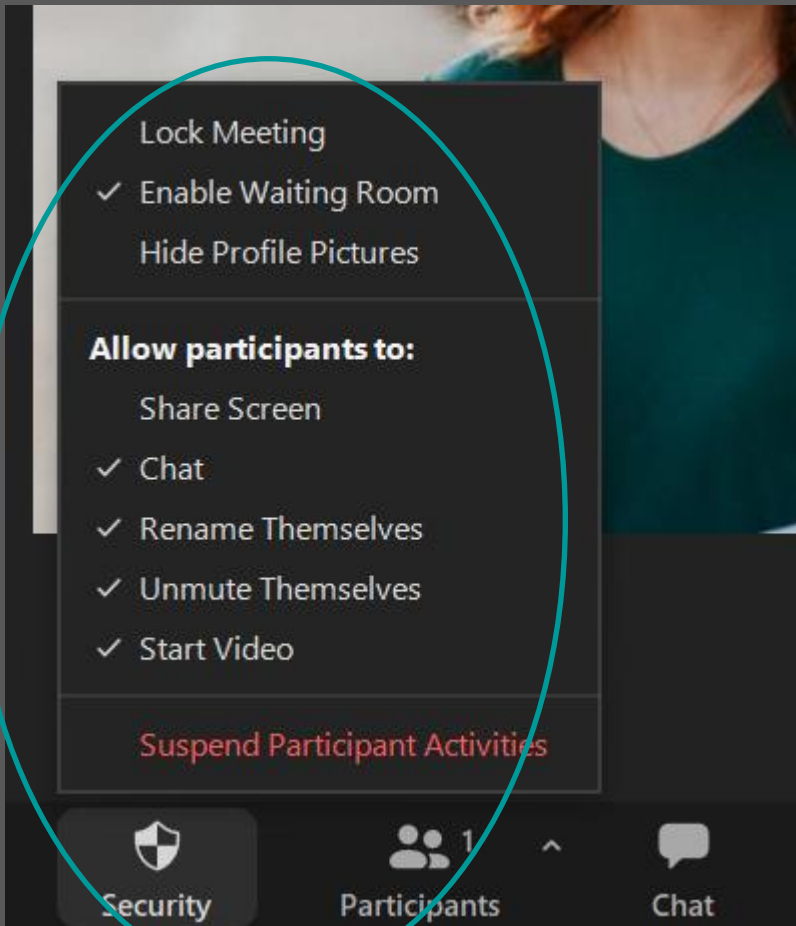 Lock Meeting
✓ Enable Waiting Room
Hide Profile Pictures
Allow participants to:
Share Screen
✓ Chat
✓ Rename Themselves
✓ Unmute Themselves
✓ Start Video
Suspend Participant Activities
Security
Participants 1
Chat